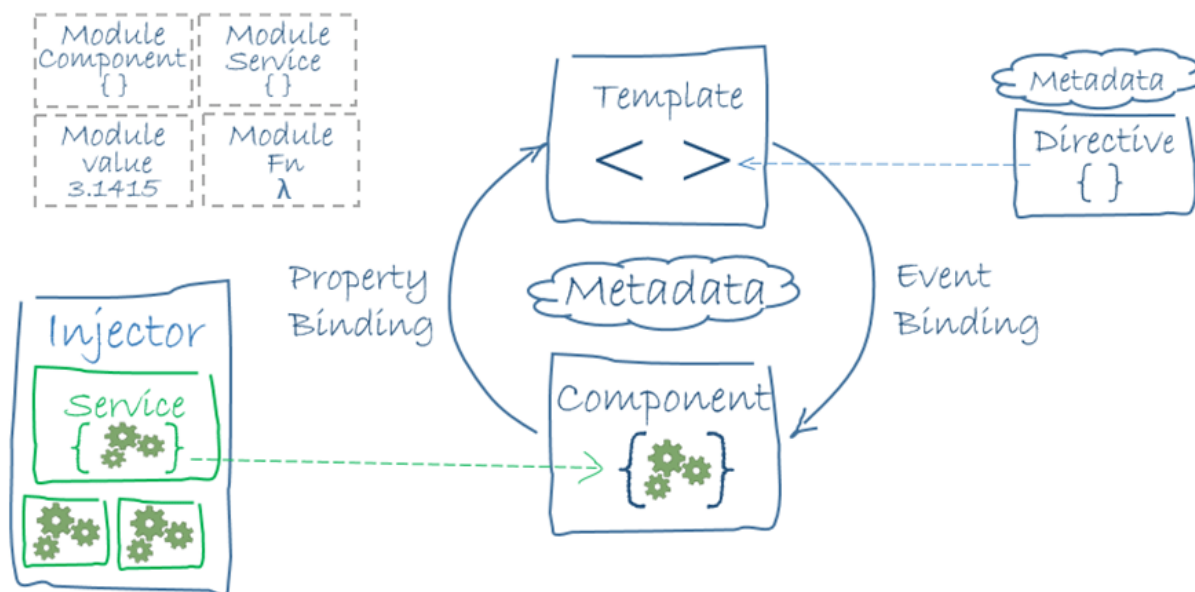 Module
Component
{ }
Module
Service
{ }
Module
value
3.1415
Module
Fn
λ
Template
< >
Metadata
Directive
{ }
Property
Binding
Metadata
Event
Binding
Injector
Service
{ }
Component
{ }